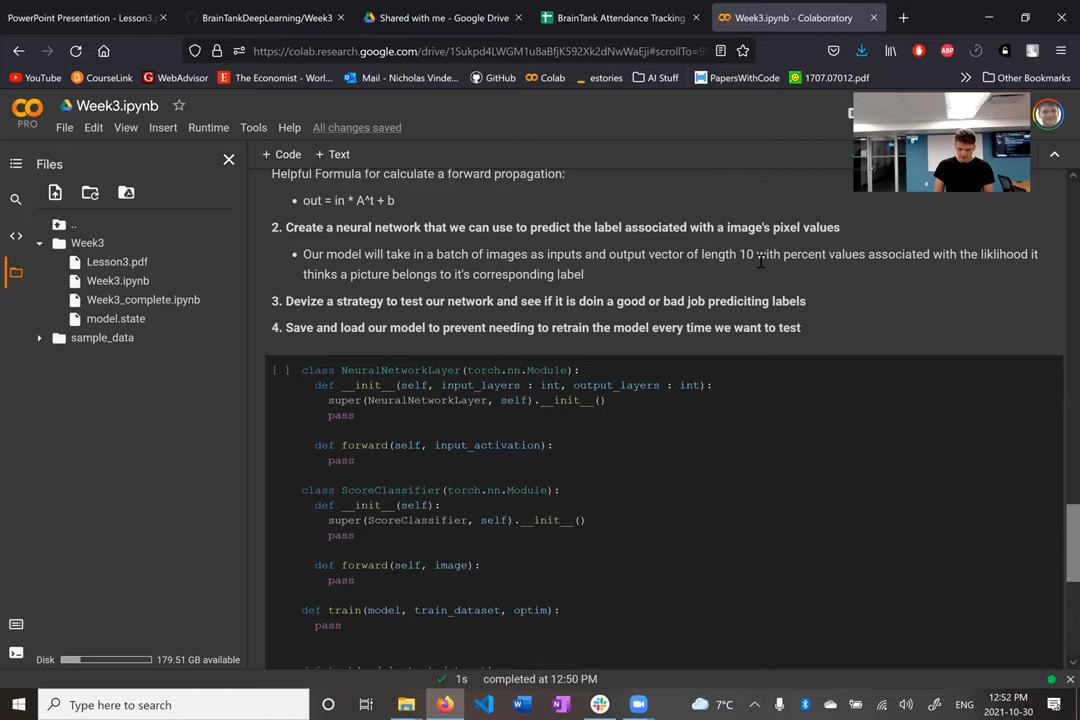 PowerPoint Presentation - Lesson3.
BrainTankDeepLearning/Week3
Shared with me - Google Drive
BrainTank Attendance Tracking
Week3.ipynb - Colaboratory
https://colab.research.google.com/drive/1Sukpd4LWGM1u8aBfjK592Xk2dNwWaEji#scrollTo=9
YouTube
CourseLink
WebAdvisor
The Economist - Worl...
Mail - Nicholas Vinde...
GitHub
Colab
_estories
AI Stuff
PapersWithCode
1707.07012.pdf
Other Bookmarks
CO
PRO
Week3.ipynb
File Edit View Insert Runtime Tools Help All changes saved
Files
+ Code + Text
..
Week3
Lesson3.pdf
Week3.ipynb
Week3_complete.ipynb
model.state
sample_data
Disk 179.51 GB available
Helpful Formula for calculate a forward propagation:
• out = in * A^t + b
2. Create a neural network that we can use to predict the label associated with a image's pixel values
• Our model will take in a batch of images as inputs and output vector of length 10 with percent values associated with the liklihood it
thinks a picture belongs to it's corresponding label
3. Devize a strategy to test our network and see if it is doin a good or bad job prediciting labels
4. Save and load our model to prevent needing to retrain the model every time we want to test
[ ] class NeuralNetworkLayer(torch.nn.Module):
def __init__(self, input_layers : int, output_layers : int):
super(NeuralNetworkLayer, self).__init__()
pass
def forward(self, input_activation):
pass
class ScoreClassifier(torch.nn.Module):
def __init__(self):
super(ScoreClassifier, self).__init__()
pass
def forward(self, image):
pass
def train(model, train_dataset, optim):
pass
1s completed at 12:50 PM
Type here to search
7°C
12:52 PM
2021-10-30